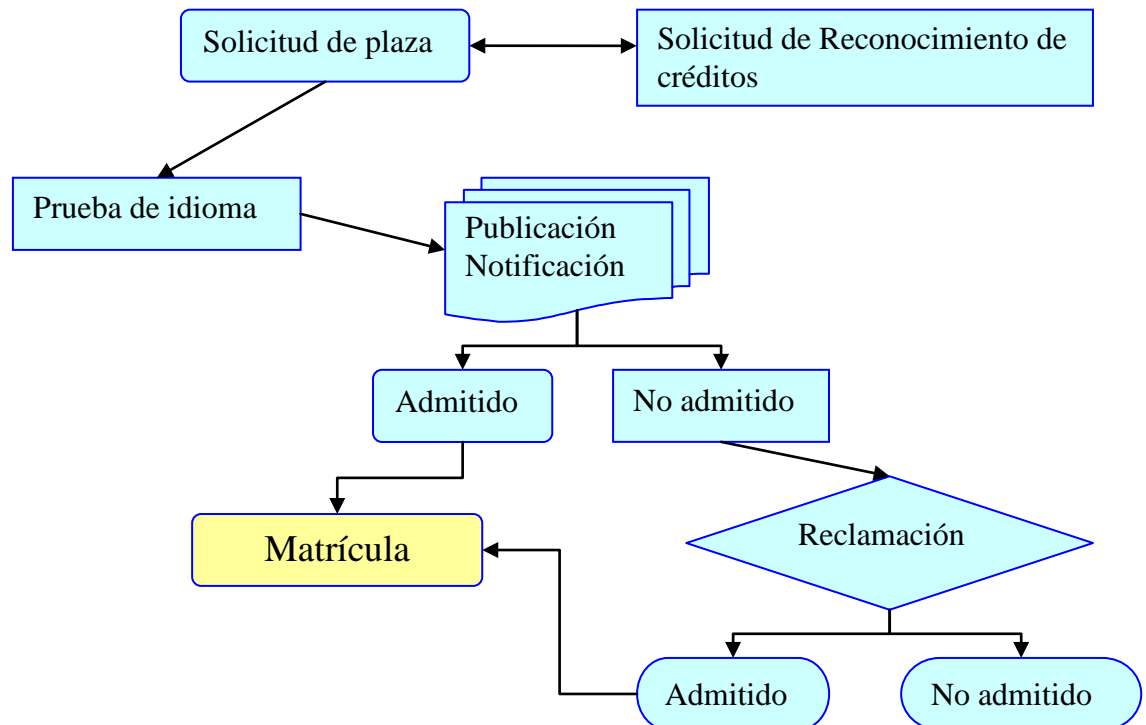 Solicitud de plaza
Solicitud de Reconocimiento de
créditos
Prueba de idioma
Publicación
Notificación
Admitido
No admitido
Matrícula
Reclamación
Admitido
No admitido